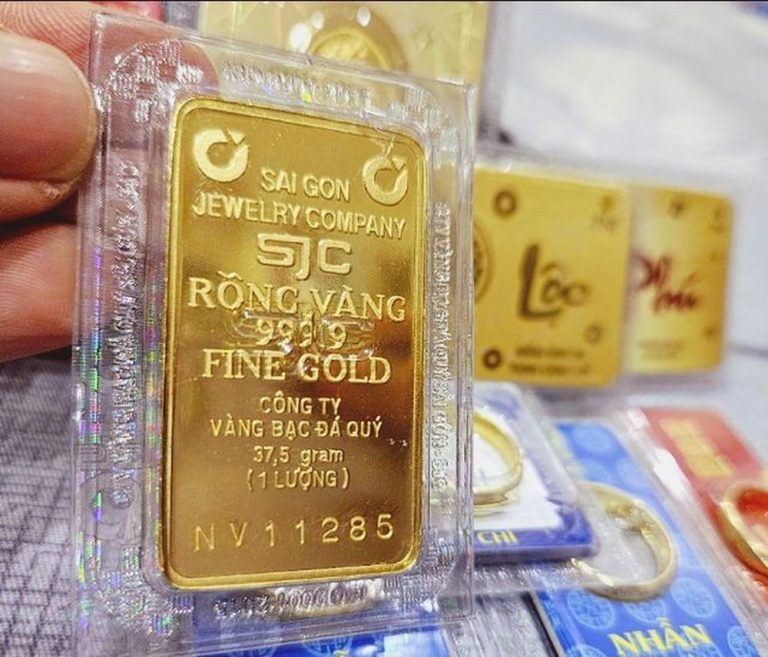 SAI GON
JEWELRY COMPANY
SJC
RỒNG VÀNG
999.9
FINE GOLD
CÔNG TY
VÀNG BẠC ĐÁ QUÝ
37,5 gram
(1 LƯỢNG)
NV11285
Lộc
Phú
CHỈ
NHẪN